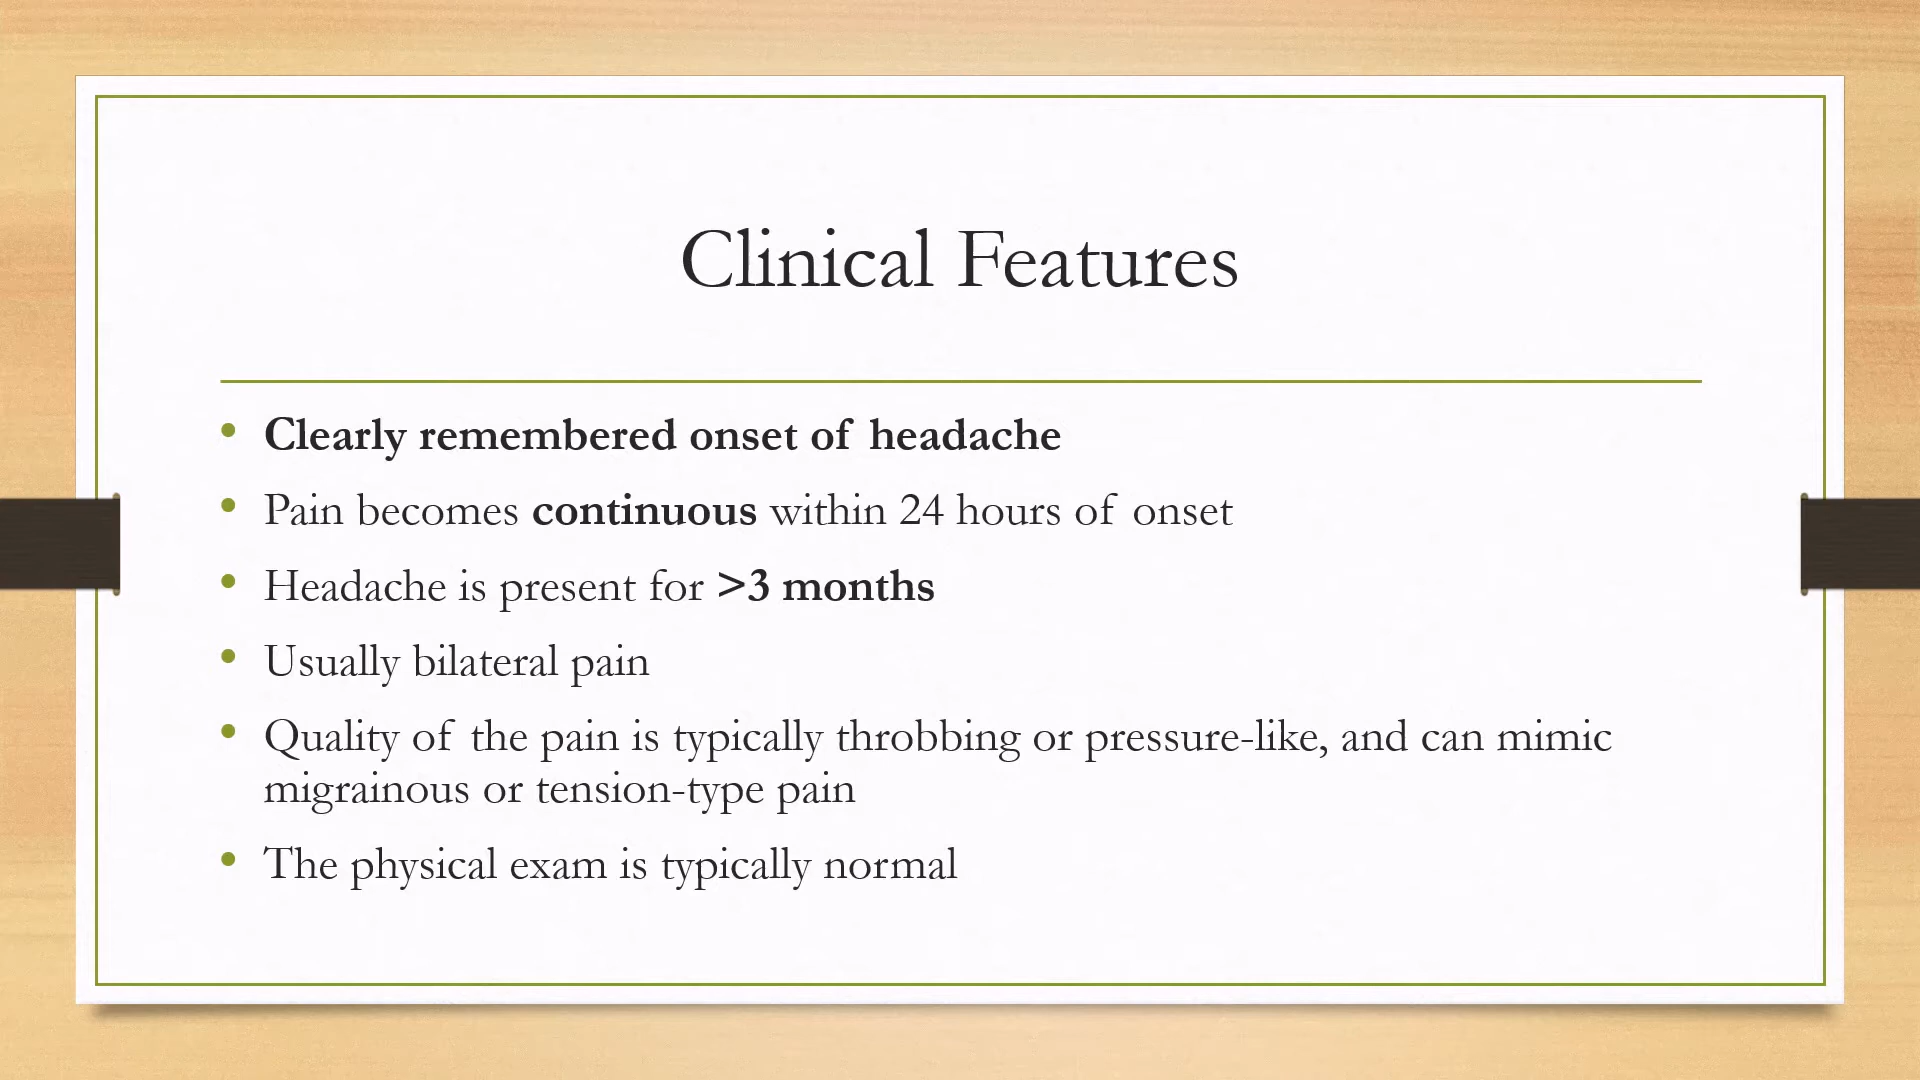 Clinical Features
• Clearly remembered onset of headache
• Pain becomes continuous within 24 hours of onset
• Headache is present for >3 months
• Usually bilateral pain
• Quality of the pain is typically throbbing or pressure-like, and can mimic
migrainous or tension-type pain
• The physical exam is typically normal